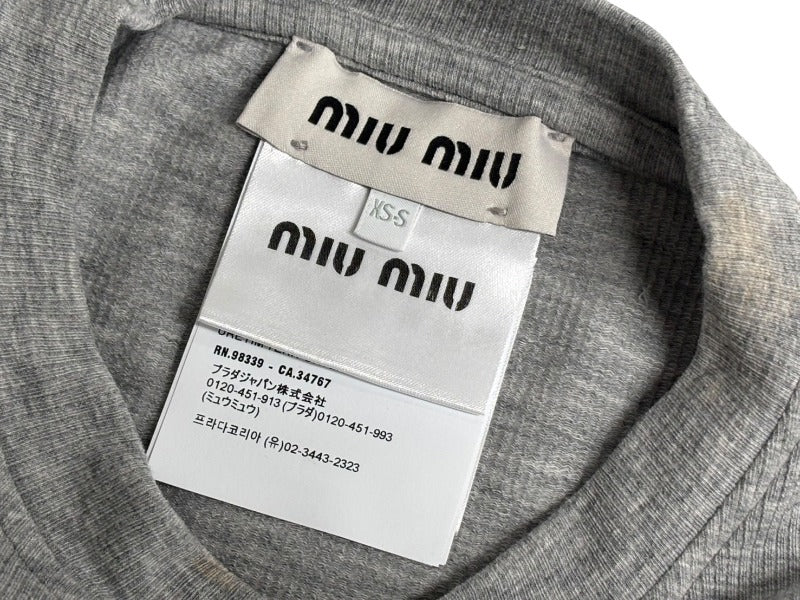 miu miu
XS-S
miu miu
RN.98339 - CA.34767
プラダジャパン株式会社
0120-451-913 (プラダ)0120-451-993
(ミュウミュウ)
프라다코리아 (유)02-3443-2323